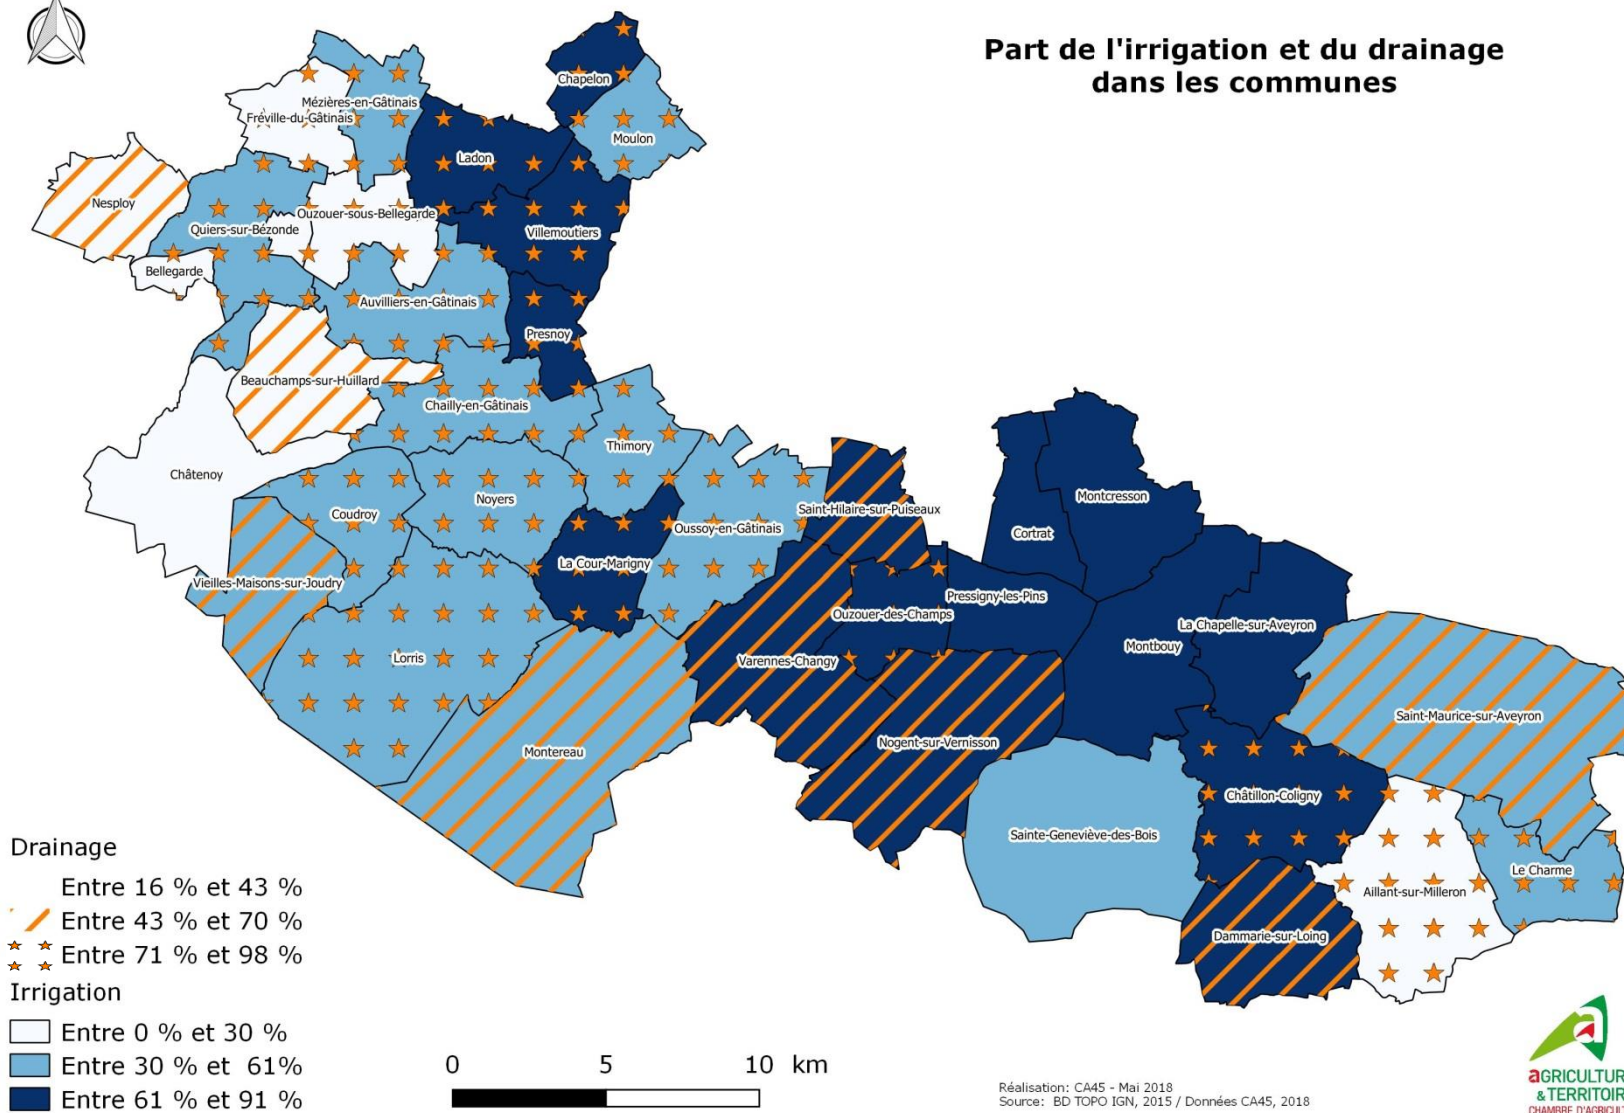 Part de l'irrigation et du drainage
dans les communes
Chapelon
Mézières-en-Gâtinais
Fréville-du-Gâtinais
Moulon
Ladon
Nesploy
Ouzouer-sous-Bellegarde
Quiers-sur-Bézonde
Villemoutiers
Bellegarde
Auvilliers-en-Gâtinais
Presnoy
Beauchamps-sur-Huillard
Chailly-en-Gâtinais
Thimory
Châtenoy
Noyers
Montcresson
Saint-Hilaire-sur-Puiseaux
Coudroy
Oussoy-en-Gâtinais
Cortrat
La Cour-Marigny
Vieilles-Maisons-sur-Joudry
Pressigny-les-Pins
Ouzouer-des-Champs
La Chapelle-sur-Aveyron
Montbouy
Lorris
Varennes-Changy
Saint-Maurice-sur-Aveyron
Nogent-sur-Vernisson
Montereau
Châtillon-Coligny
Sainte-Geneviève-des-Bois
Le Charme
Aillant-sur-Milleron
Dammarie-sur-Loing
Drainage
Entre 16 % et 43 %
Entre 43 % et 70 %
Entre 71 % et 98 %
Irrigation
Entre 0 % et 30 %
Entre 30 % et 61%
Entre 61 % et 91 %
0 5 10 km
Réalisation: CA45 - Mai 2018
Source: BD TOPO IGN, 2015 / Données CA45, 2018
a
aGRICULTUR
& TERRITOIR
CHAMBRE D'AGRICUL